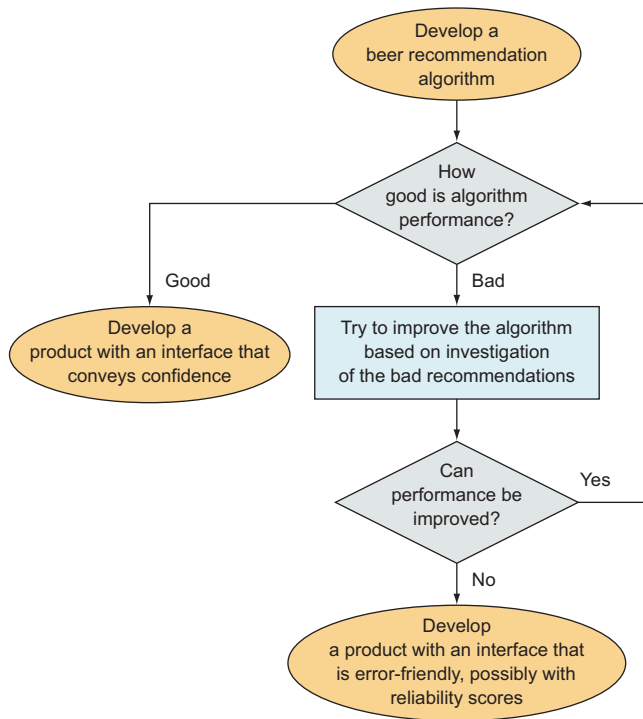 Develop a
beer recommendation
algorithm
How
good is algorithm
performance?
Good
Bad
Develop a
product with an interface that
conveys confidence
Try to improve the algorithm
based on investigation
of the bad recommendations
Can
performance be
improved?
Yes
No
Develop
a product with an interface that
is error-friendly, possibly with
reliability scores